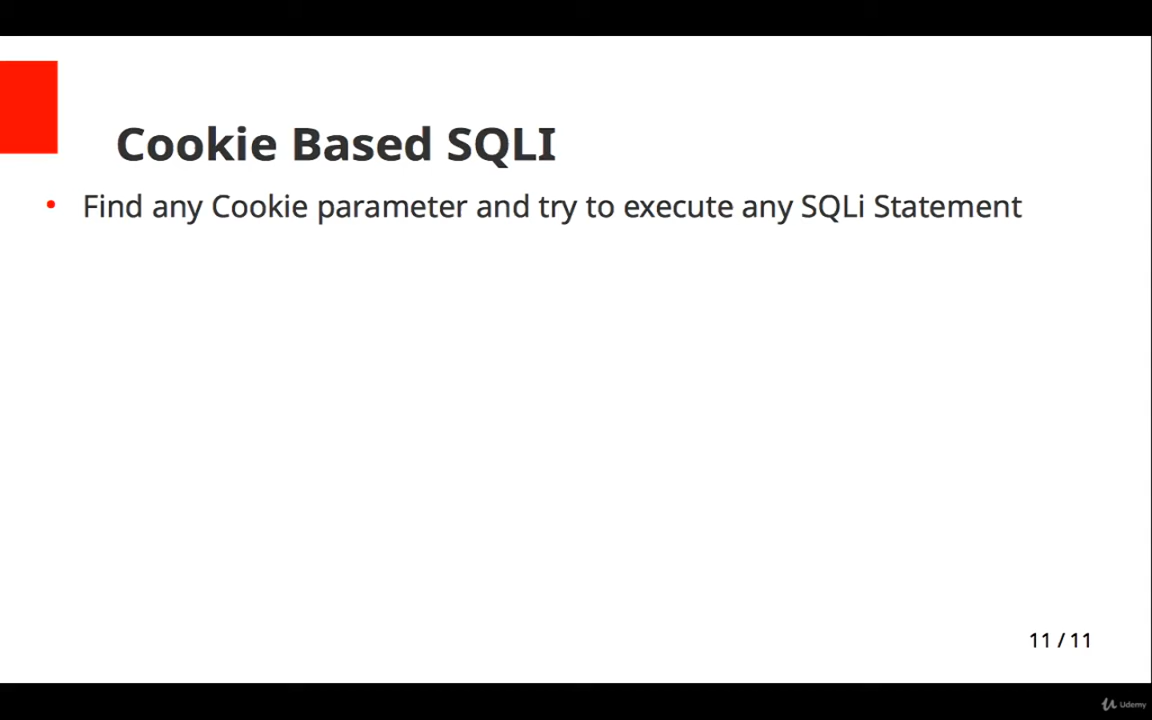 Cookie Based SQLI
• Find any Cookie parameter and try to execute any SQLi Statement
11 / 11
Udemy